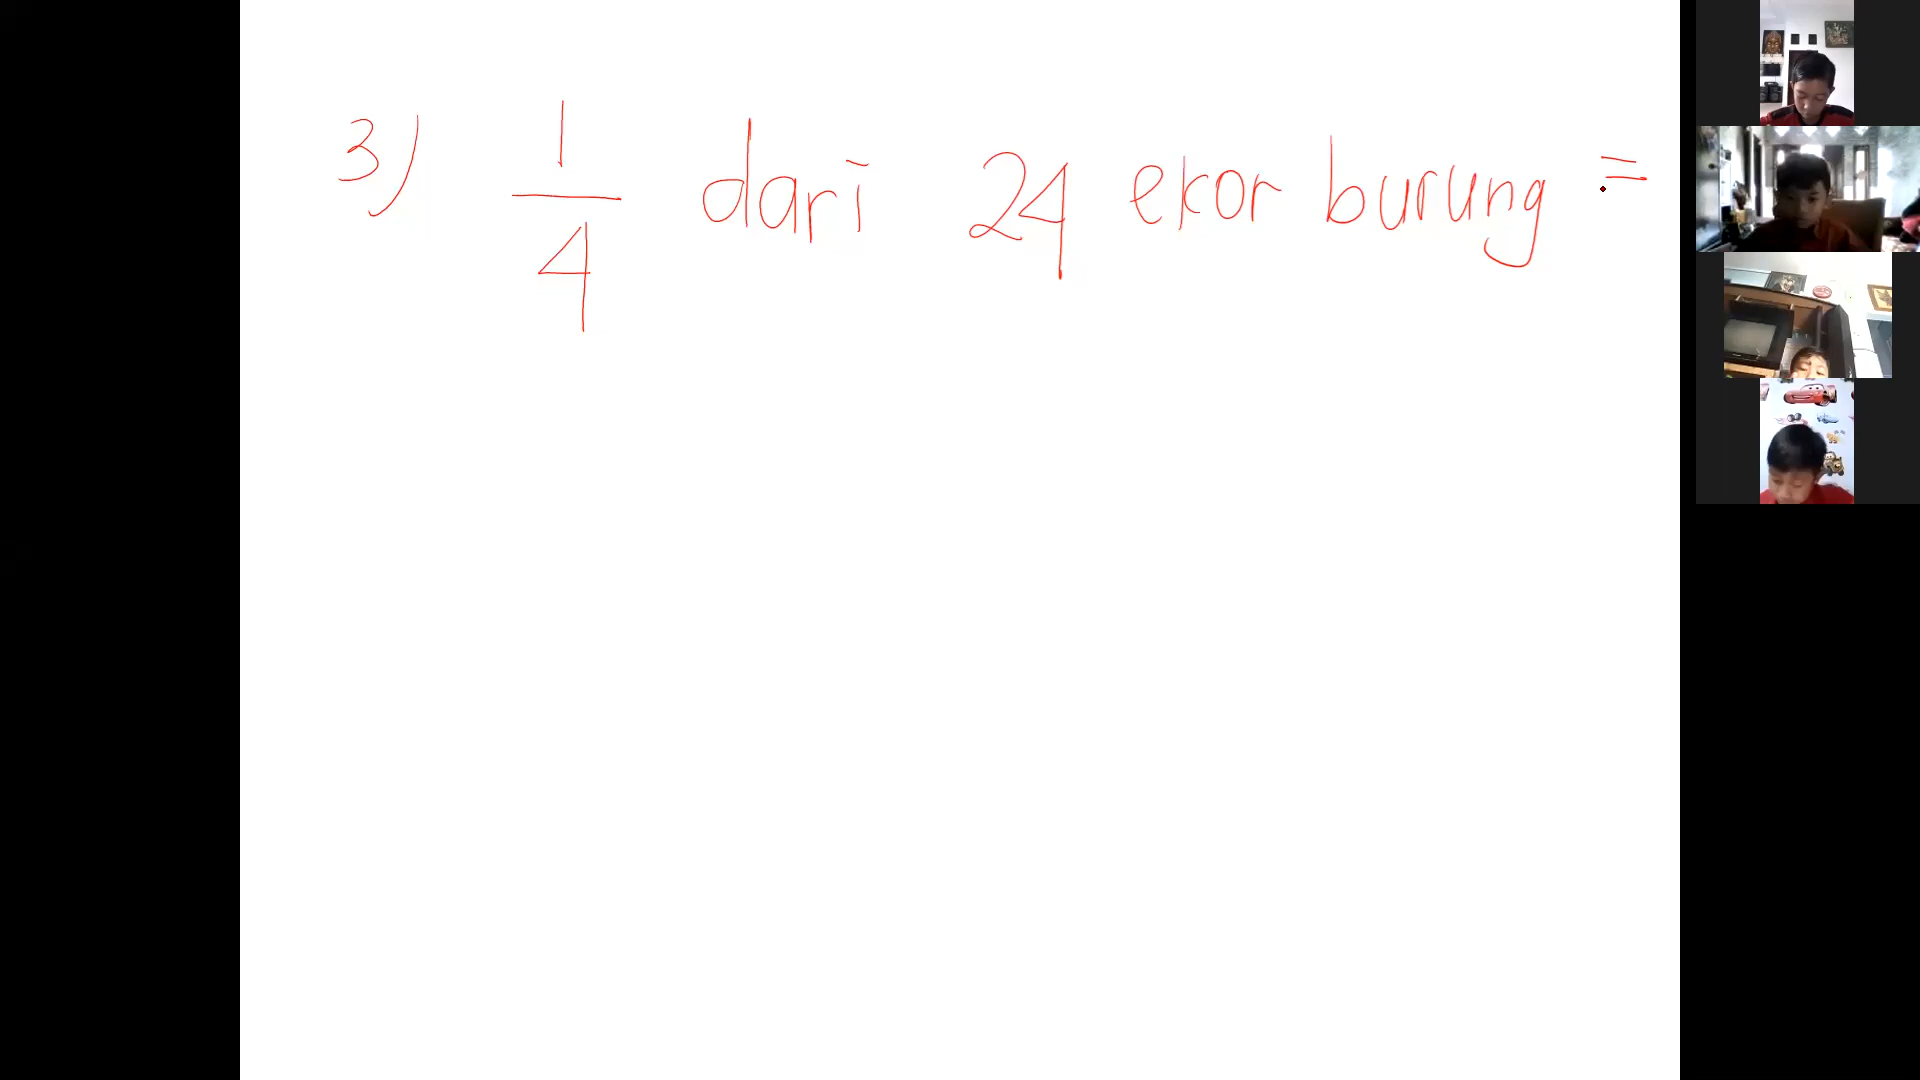 3) 1/4 dari 24 ekor burung =